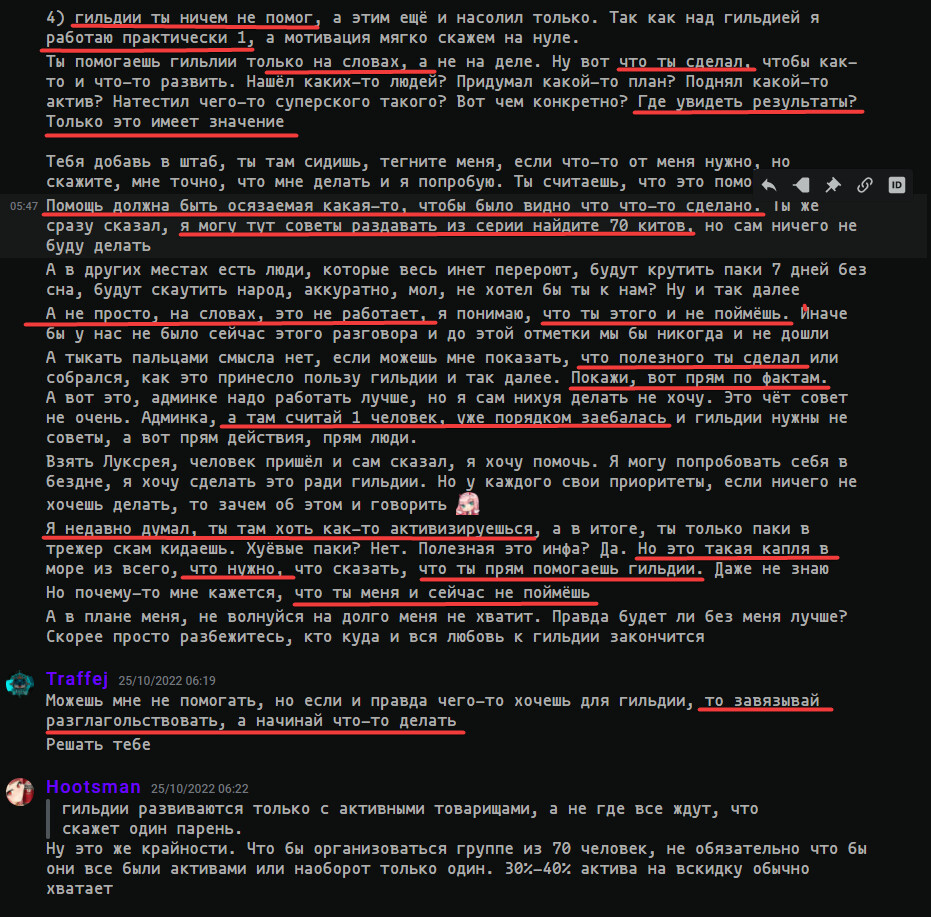 4) гильдии ты ничем не помог, а этим ещё и насолил только. Так как над гильдией я
работаю практически 1, а мотивация мягко скажем на нуле.
Ты помогаешь гильлии только на словах, а не на деле. Ну вот что ты сделал, чтобы как-
то и что-то развить. Нашёл каких-то людей? Придумал какой-то план? Поднял какой-то
актив? Натестил чего-то суперского такого? Вот чем конкретно? Где увидеть результаты?
Только это имеет значение
Тебя добавь в штаб, ты там сидишь, тегните меня, если что-то от меня нужно, но
скажите, мне точно, что мне делать и я попробую. Ты считаешь, что это помо
ID
05:47 Помощь должна быть осязаемая какая-то, чтобы было видно что что-то сделано. Ты же
сразу сказал, я могу тут советы раздавать из серии найдите 70 китов, но сам ничего не
буду делать
А в других местах есть люди, которые весь инет перероют, будут крутить паки 7 дней без
сна, будут скаутить народ, аккуратно, мол, не хотел бы ты к нам? Ну и так далее
А не просто, на словах, это не работает, я понимаю, что ты этого и не поймёшь. Иначе
бы у нас не было сейчас этого разговора и до этой отметки мы бы никогда и не дошли
А тыкать пальцами смысла нет, если можешь мне показать, что полезного ты сделал или
собрался, как это принесло пользу гильдии и так далее. Покажи, вот прям по фактам.
А вот это, админке надо работать лучше, но я сам нихуя делать не хочу. Это чёт совет
не очень. Админка, а там считай 1 человек, уже порядком заебалась и гильдии нужны не
советы, а вот прям действия, прям люди.
Взять Луксрея, человек пришёл и сам сказал, я хочу помочь. Я могу попробовать себя в
бездне, я хочу сделать это ради гильдии. Но у каждого свои приоритеты, если ничего не
хочешь делать, то зачем об этом и говорить
Я недавно думал, ты там хоть как-то активизируешься, а в итоге, ты только паки в
трежер скам кидаешь. Хуёвые паки? Нет. Полезная это инфа? Да. Но это такая капля в
море из всего, что нужно, что сказать, что ты прям помогаешь гильдии. Даже не знаю
Но почему-то мне кажется, что ты меня и сейчас не поймёшь
А в плане меня, не волнуйся на долго меня не хватит. Правда будет ли без меня лучше?
Скорее просто разбежитесь, кто куда и вся любовь к гильдии закончится
Traffej 25/10/2022 06:19
Можешь мне не помогать, но если и правда чего-то хочешь для гильдии, то завязывай
разглагольствовать, а начинай что-то делать
Решать тебе
Hootsman 25/10/2022 06:22
гильдии развиваются только с активными товарищами, а не где все ждут, что
скажет один парень.
Ну это же крайности. Что бы организоваться группе из 70 человек, не обязательно что бы
они все были активами или наоборот только один. 30%-40% актива на вскидку обычно
хватает